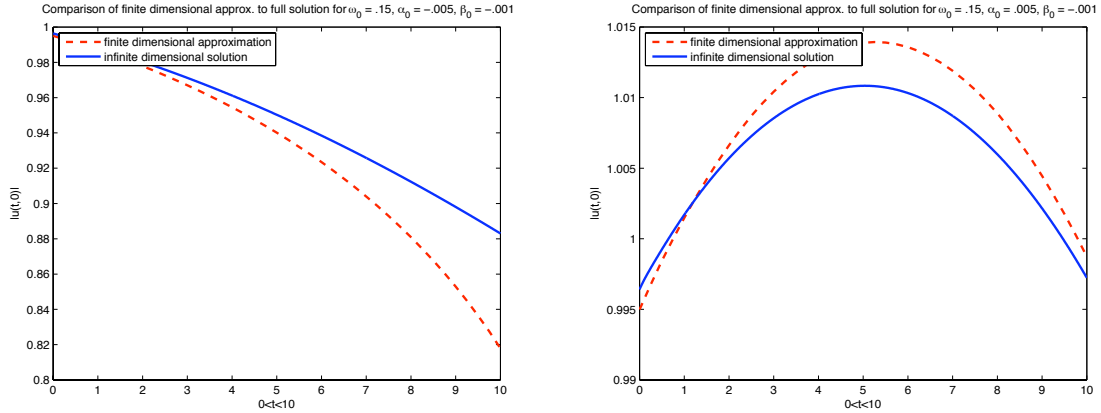 Comparison of finite dimensional approx. to full solution for ω₀ = .15, α₀ = −.005, β₀ = −.001
1
0.98
0.96
0.94
0.92
0.9
0.88
0.86
0.84
0.82
0.8
|u(t,0)|
finite dimensional approximation
infinite dimensional solution
0 1 2 3 4 5 6 7 8 9 10
0<t<10
Comparison of finite dimensional approx. to full solution for ω₀ = .15, α₀ = .005, β₀ = −.001
1.015
1.01
1.005
1
0.995
0.99
|u(t,0)|
finite dimensional approximation
infinite dimensional solution
0 1 2 3 4 5 6 7 8 9 10
0<t<10